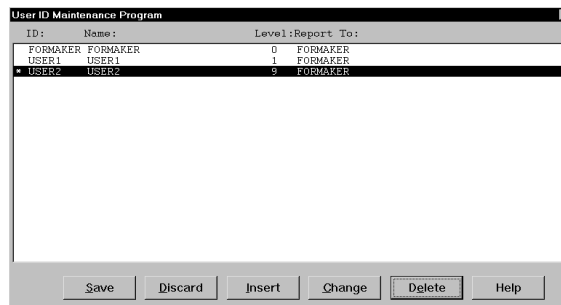 User ID Maintenance Program
ID: Name: Level:Report To:
FORMAKER FORMAKER 0 FORMAKER
USER1 USER1 1 FORMAKER
* USER2 USER2 9 FORMAKER
Save Discard Insert Change Delete Help